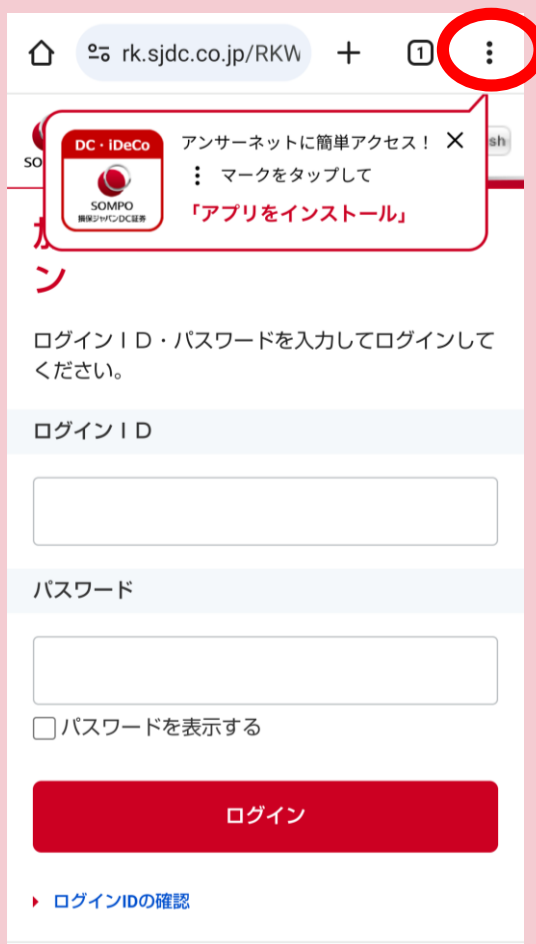 rk.sjdc.co.jp/RKW
1
DC・iDeCo
SOMPO
損保ジャパンDC証券
アンサーネットに簡単アクセス！
マークをタップして
「アプリをインストール」
sh
ン
ログインＩＤ・パスワードを入力してログインして
ください。
ログインＩＤ
パスワード
パスワードを表示する
ログイン
ログインIDの確認